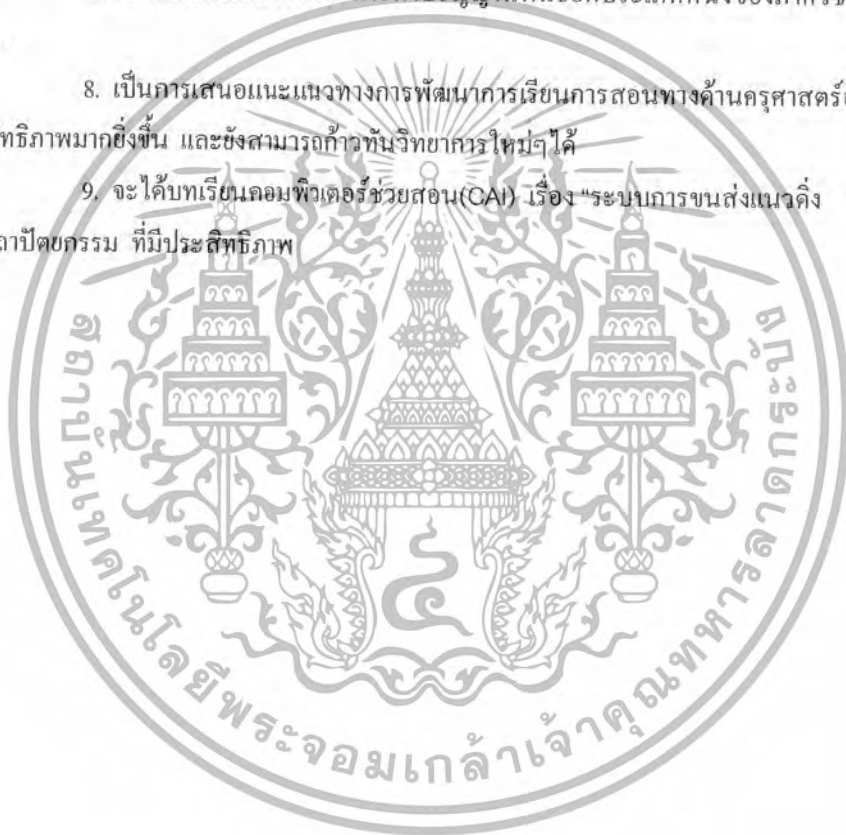 8. เป็นการเสนอแนะแนวทางการพัฒนาการเรียนการสอนทางด้านครุศาสตร์
ทธิภาพมากยิ่งขึ้น และยังสามารถก้าวทันวิทยาการใหม่ๆได้
9. จะได้บทเรียนคอมพิวเตอร์ช่วยสอน(CAI) เรื่อง "ระบบการขนส่งแนวดิ่ง
าปัตยกรรม ที่มีประสิทธิภาพ
สถาบันเทคโนโลยีพระจอมเกล้าเจ้าคุณทหารลาดกระบัง